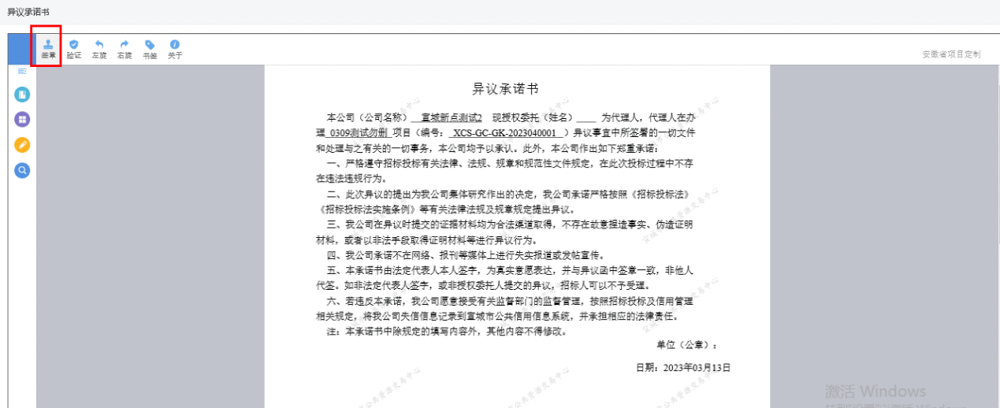 异议承诺书
签章 验证 左旋 右旋 书签 关于
安徽省项目定制
异议承诺书
本公司（公司名称） 宣城新点测试2 现授权委托（姓名）____ 为代理人，代理人在办
理 0309测试勿删 项目（编号： XCS-GC-GK-2023040001 ）异议事宜中所签署的一切文件
和处理与之有关的一切事务，本公司均予以承认。此外，本公司作出如下郑重承诺：
一、严格遵守招标投标有关法律、法规、规章和规范性文件规定，在此次投标过程中不存
在违法违规行为。
二、此次异议的提出为我公司集体研究作出的决定，我公司承诺严格按照《招标投标法》
《招标投标法实施条例》等有关法律法规及规章规定提出异议。
三、我公司在异议时提交的证据材料均为合法渠道取得，不存在故意捏造事实、伪造证明
材料，或者以非法手段取得证明材料等进行异议行为。
四、我公司承诺不在网络、报刊等媒体上进行失实报道或发帖宣传。
五、本承诺书由法定代表人本人签字，为真实意愿表达，并与异议函中签章一致，非他人
代签。如非法定代表人签字，或非授权委托人提交的异议，招标人可以不予受理。
六、若违反本承诺，我公司愿意接受有关监督部门的监督管理，按照招标投标及信用管理
相关规定，将我公司失信信息记录到宣城市公共信用信息系统，并承担相应的法律责任。
注：本承诺书中除规定的填写内容外，其他内容不得修改。
单位（公章）：
日期：2023年03月13日
激活 Windows